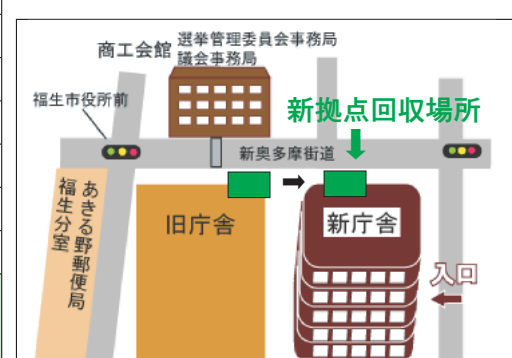 選挙管理委員会事務局
商工会館
議会事務局
福生市役所前
新拠点回収場所
新奥多摩街道
あきる野郵便局
福生分室
旧庁舎
新庁舎
入口